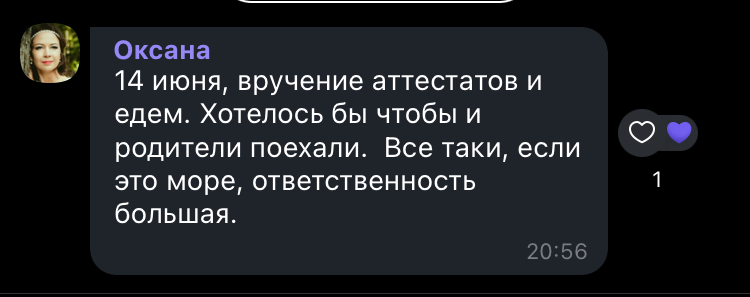 Оксана
14 июня, вручение аттестатов и
едем. Хотелось бы чтобы и
родители поехали.  Все таки, если
это море, ответственность
большая.
20:56
1